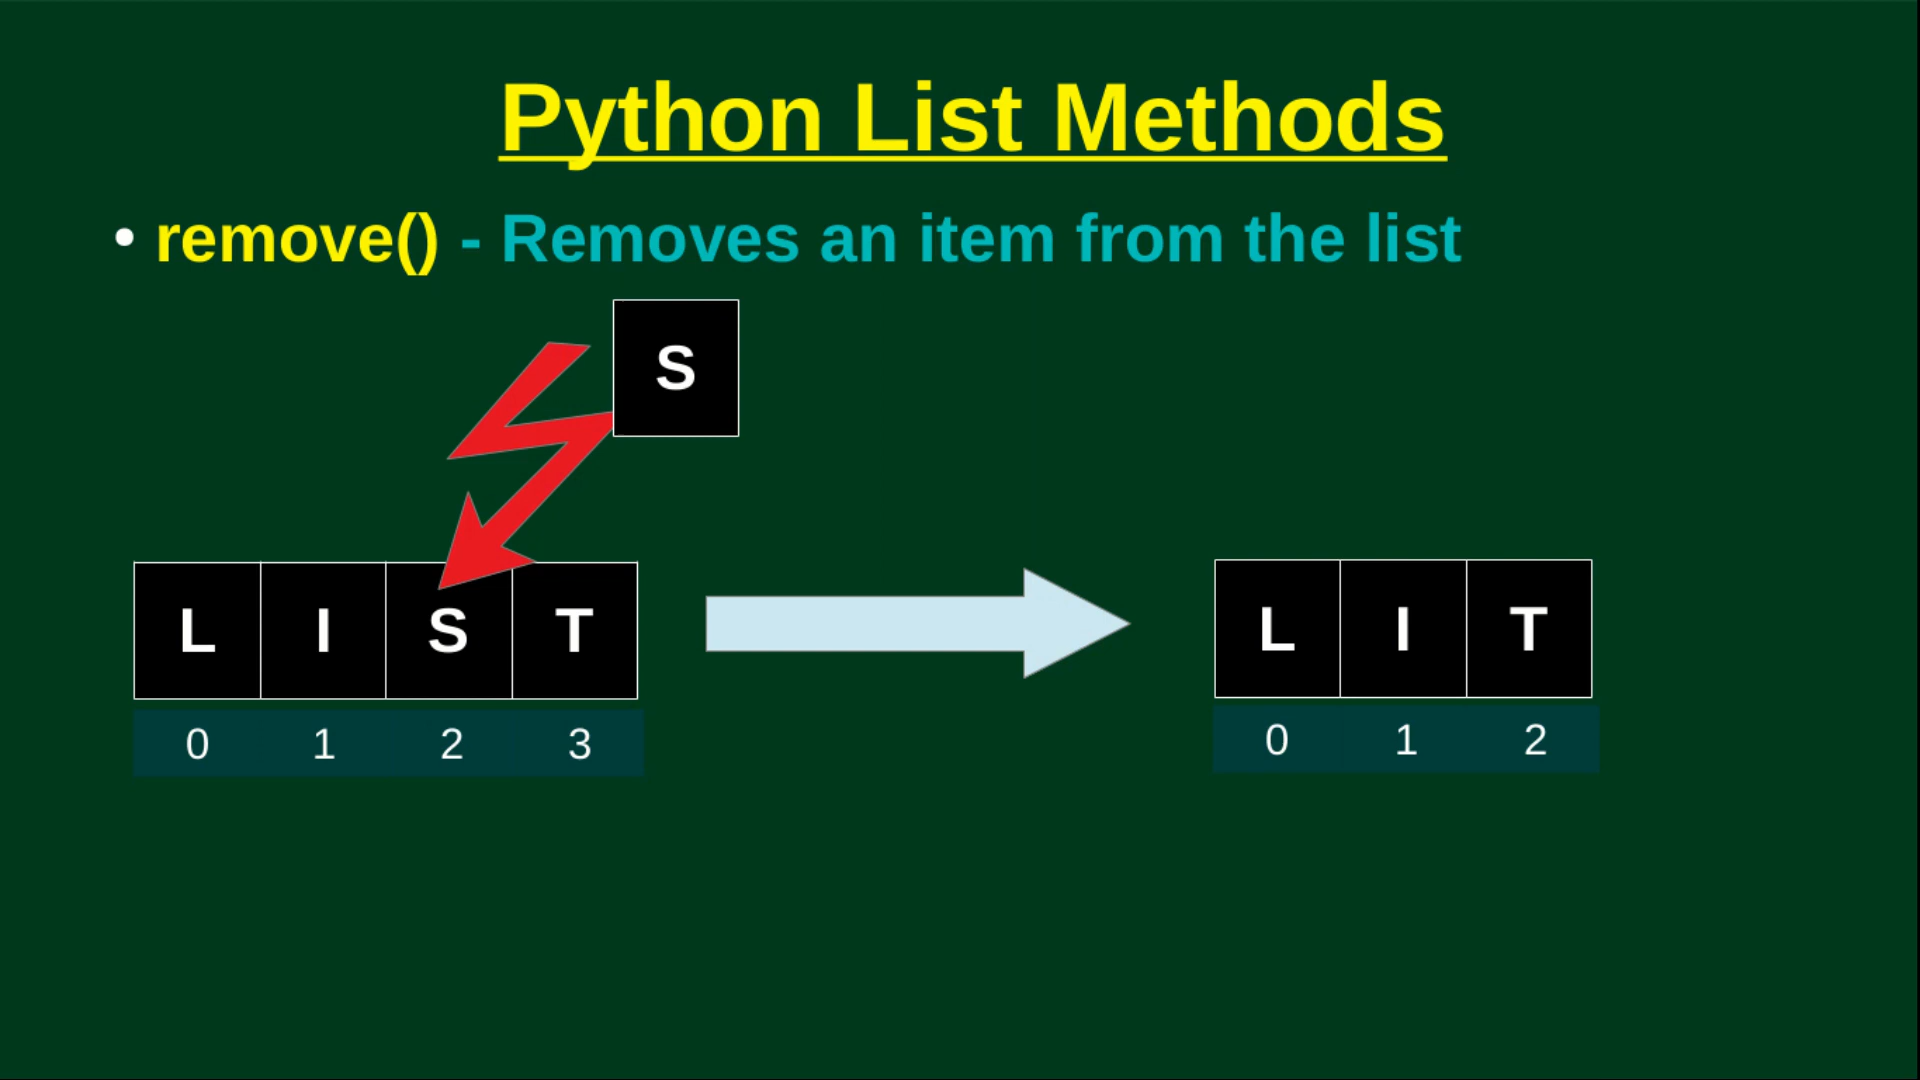 Python List Methods
• remove() - Removes an item from the list
S
L I S T
0 1 2 3
L I T
0 1 2